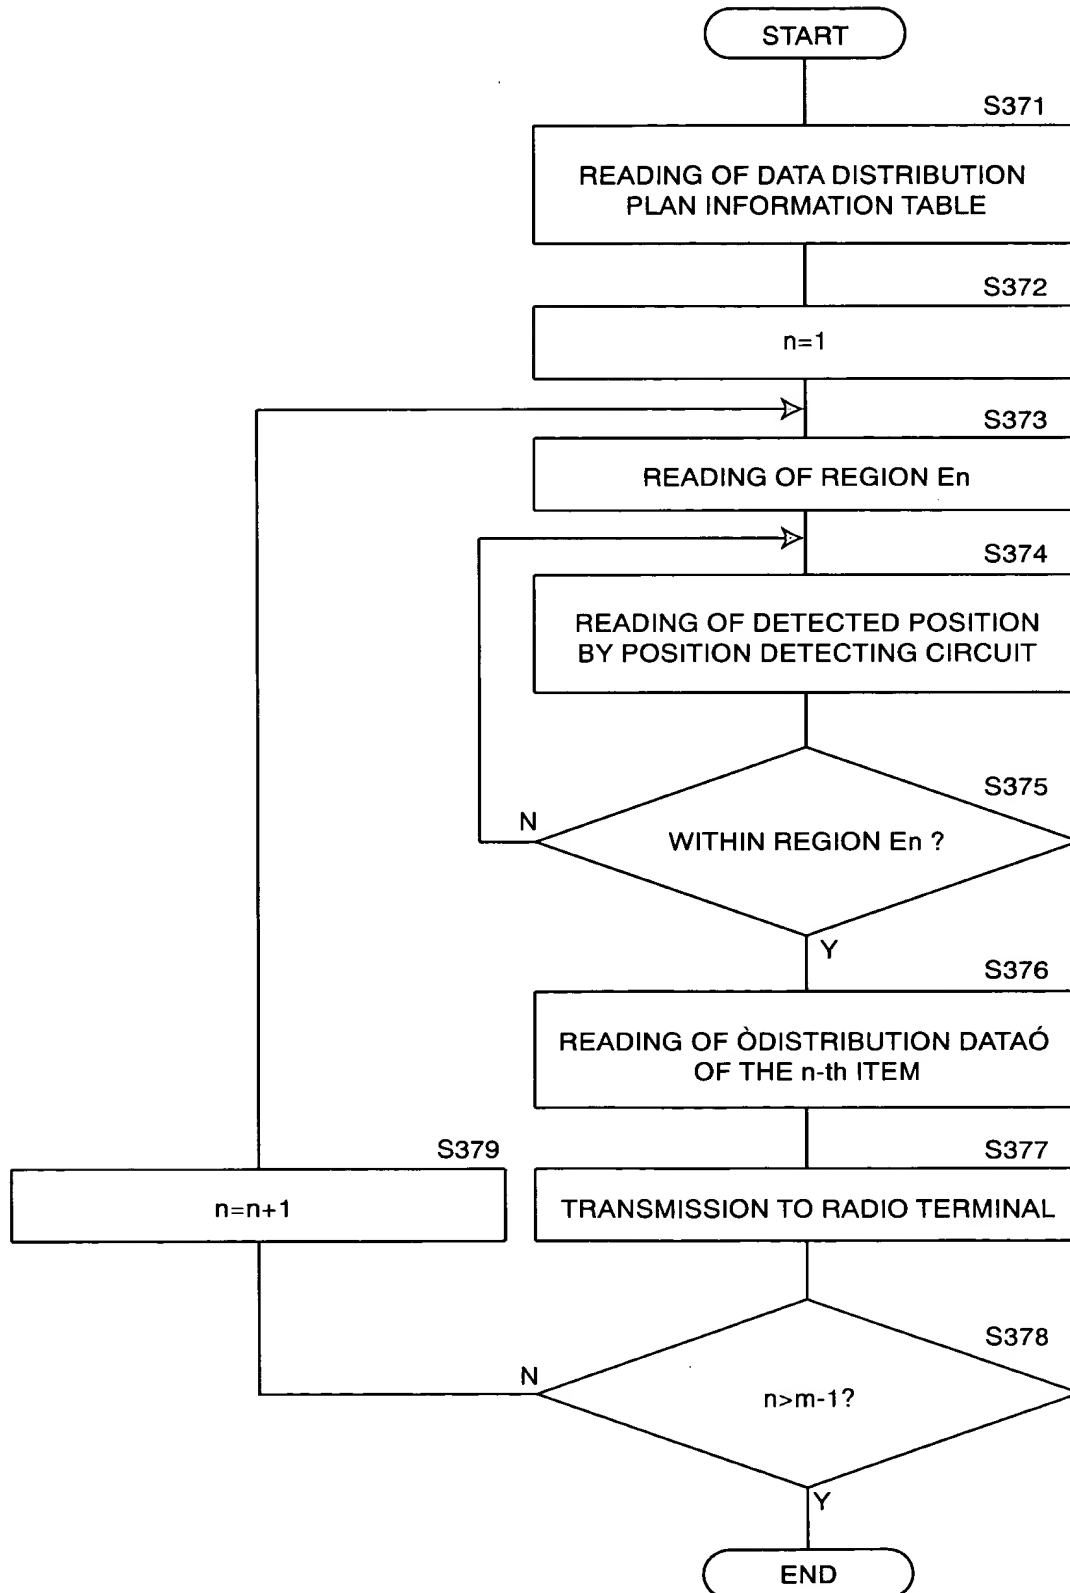 START
S371
READING OF DATA DISTRIBUTION
PLAN INFORMATION TABLE
S372
n=1
S373
READING OF REGION En
S374
READING OF DETECTED POSITION
BY POSITION DETECTING CIRCUIT
S375
N
WITHIN REGION En ?
Y
S376
READING OF ÒDISTRIBUTION DATAÓ
OF THE n-th ITEM
S379
n=n+1
S377
TRANSMISSION TO RADIO TERMINAL
S378
N
n>m-1?
Y
END